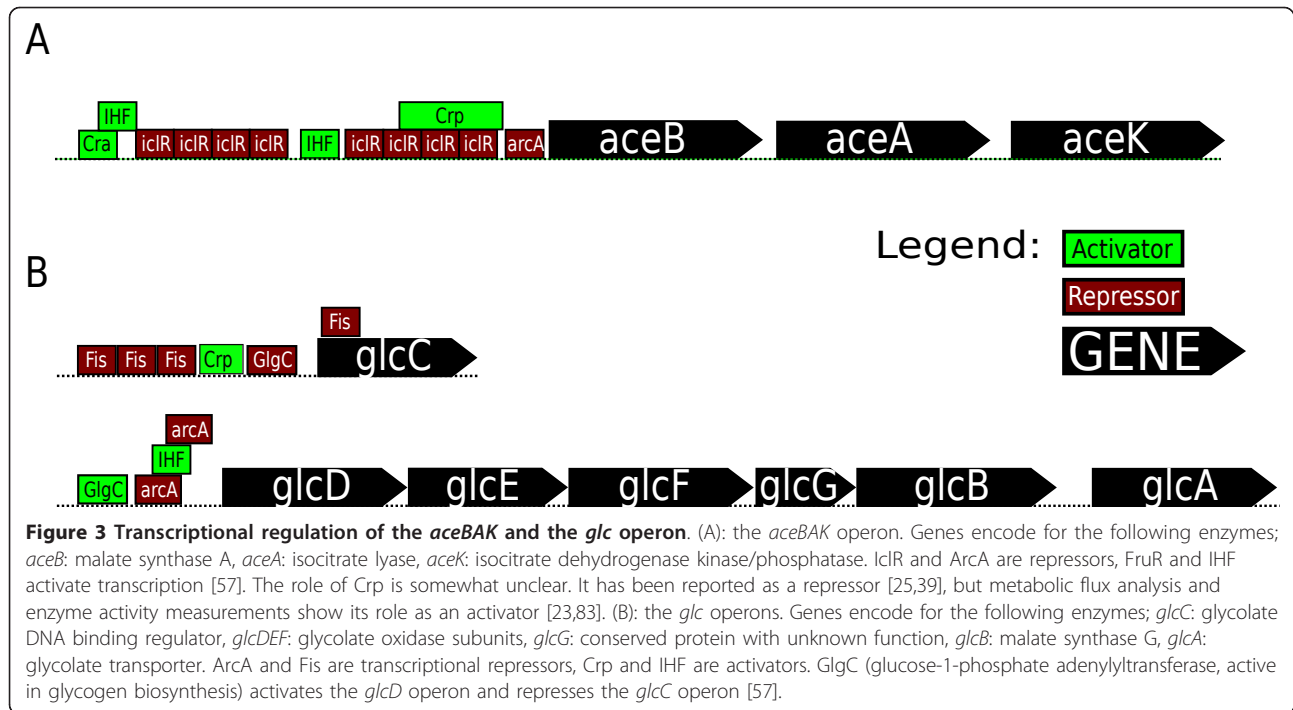 A
IHF Crp
Cra iclR iclR iclR iclR IHF iclR iclR iclR iclR arcA aceB aceA aceK
Legend:
Activator
Repressor
GENE
B
Fis
Fis Fis Fis Crp GlgC glcC
arcA
IHF
GlgC arcA glcD glcE glcF glcG glcB glcA
Figure 3 Transcriptional regulation of the aceBAK and the glc operon. (A): the aceBAK operon. Genes encode for the following enzymes;
aceB: malate synthase A, aceA: isocitrate lyase, aceK: isocitrate dehydrogenase kinase/phosphatase. IclR and ArcA are repressors, FruR and IHF
activate transcription [57]. The role of Crp is somewhat unclear. It has been reported as a repressor [25,39], but metabolic flux analysis and
enzyme activity measurements show its role as an activator [23,83]. (B): the glc operons. Genes encode for the following enzymes; glcC: glycolate
DNA binding regulator, glcDEF: glycolate oxidase subunits, glcG: conserved protein with unknown function, glcB: malate synthase G, glcA:
glycolate transporter. ArcA and Fis are transcriptional repressors, Crp and IHF are activators. GlgC (glucose-1-phosphate adenylyltransferase, active
in glycogen biosynthesis) activates the glcD operon and represses the glcC operon [57].